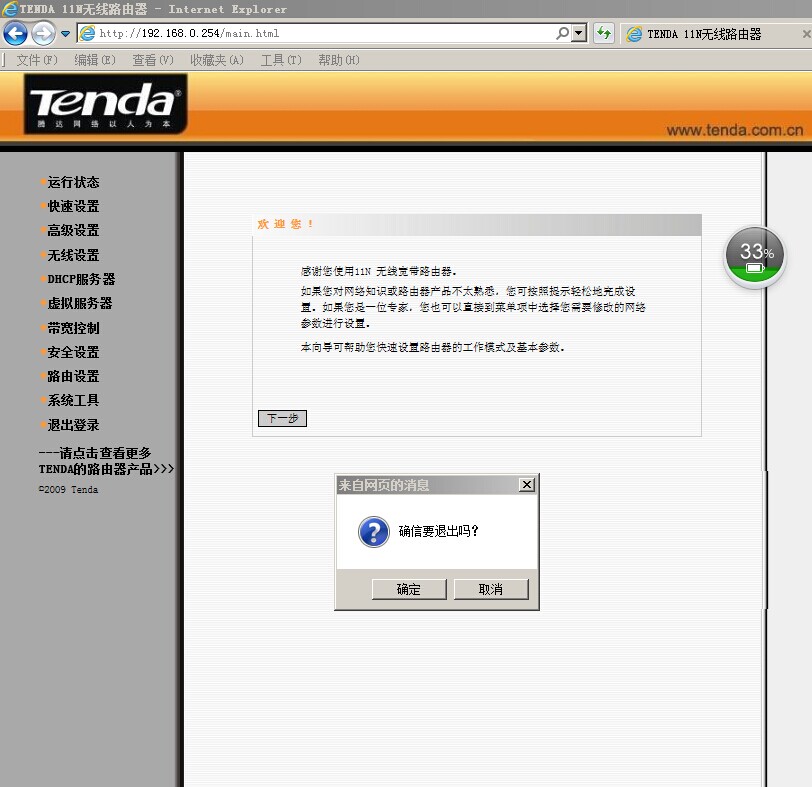 TENDA 11N无线路由器 - Internet Explorer
http://192.168.0.254/main.html
TENDA 11N无线路由器
文件(F) 编辑(E) 查看(V) 收藏夹(A) 工具(T) 帮助(H)
Tenda®
腾达网络以人为本
www.tenda.com.cn
运行状态
快速设置
高级设置
无线设置
DHCP服务器
虚拟服务器
带宽控制
安全设置
路由设置
系统工具
退出登录
---请点击查看更多
TENDA的路由器产品>>>
©2009 Tenda
欢迎您!
感谢您使用11N 无线宽带路由器。
如果您对网络知识或路由器产品不太熟悉，您可按照提示轻松地完成设
置。如果您是一位专家，您也可以直接到菜单项中选择您需要修改的网络
参数进行设置。
本向导可帮助您快速设置路由器的工作模式及基本参数。
下一步
33%
来自网页的消息
确信要退出吗?
确定 取消